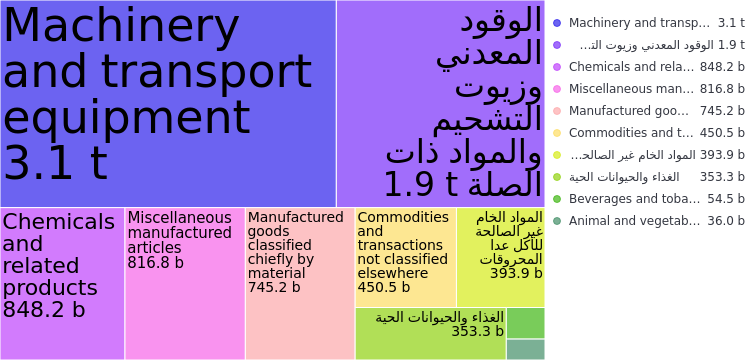 Machinery
and transport
equipment
3.1 t
الوقود
المعدني
وزيوت
التشحيم
والمواد ذات
الصلة 1.9 t
Chemicals
and
related
products
848.2 b
Miscellaneous
manufactured
articles
816.8 b
Manufactured
goods
classified
chiefly by
material
745.2 b
Commodities
and
transactions
not classified
elsewhere
450.5 b
المواد الخام
غير الصالحة
للأكل عدا
المحروقات
393.9 b
الغذاء والحيوانات الحية
353.3 b
Machinery and transp... 3.1 t
الوقود المعدني وزيوت الت... 1.9 t
Chemicals and rela... 848.2 b
Miscellaneous man... 816.8 b
Manufactured goo... 745.2 b
Commodities and t... 450.5 b
المواد الخام غير الصالحـ... 393.9 b
الغذاء والحيوانات الحية 353.3 b
Beverages and toba... 54.5 b
Animal and vegetab... 36.0 b